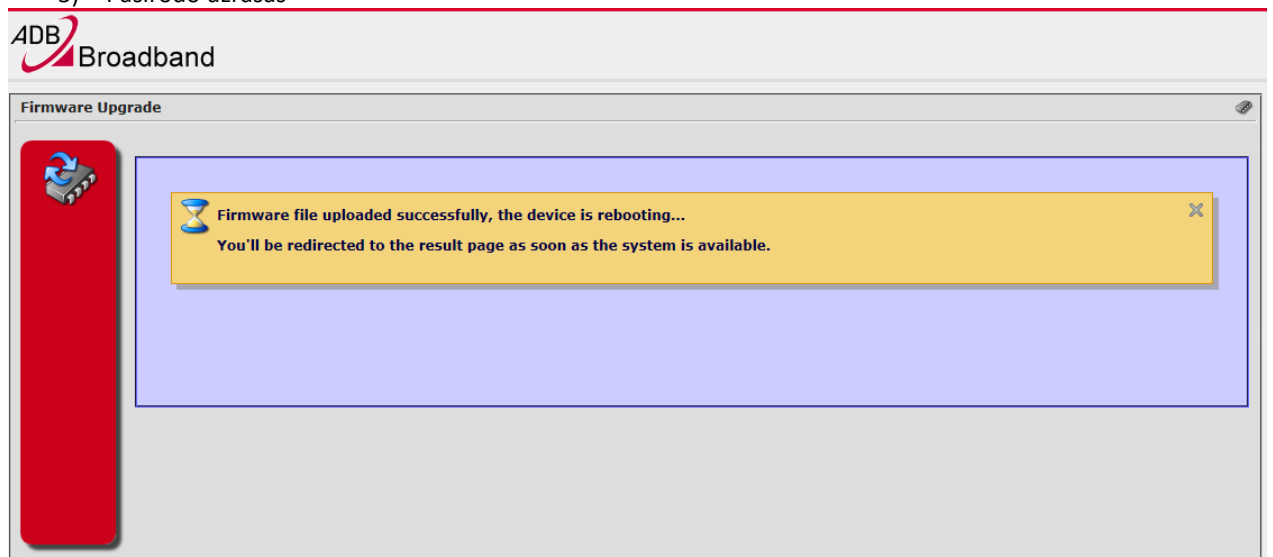 ADB
Broadband
Firmware Upgrade
Firmware file uploaded successfully, the device is rebooting...
You'll be redirected to the result page as soon as the system is available.